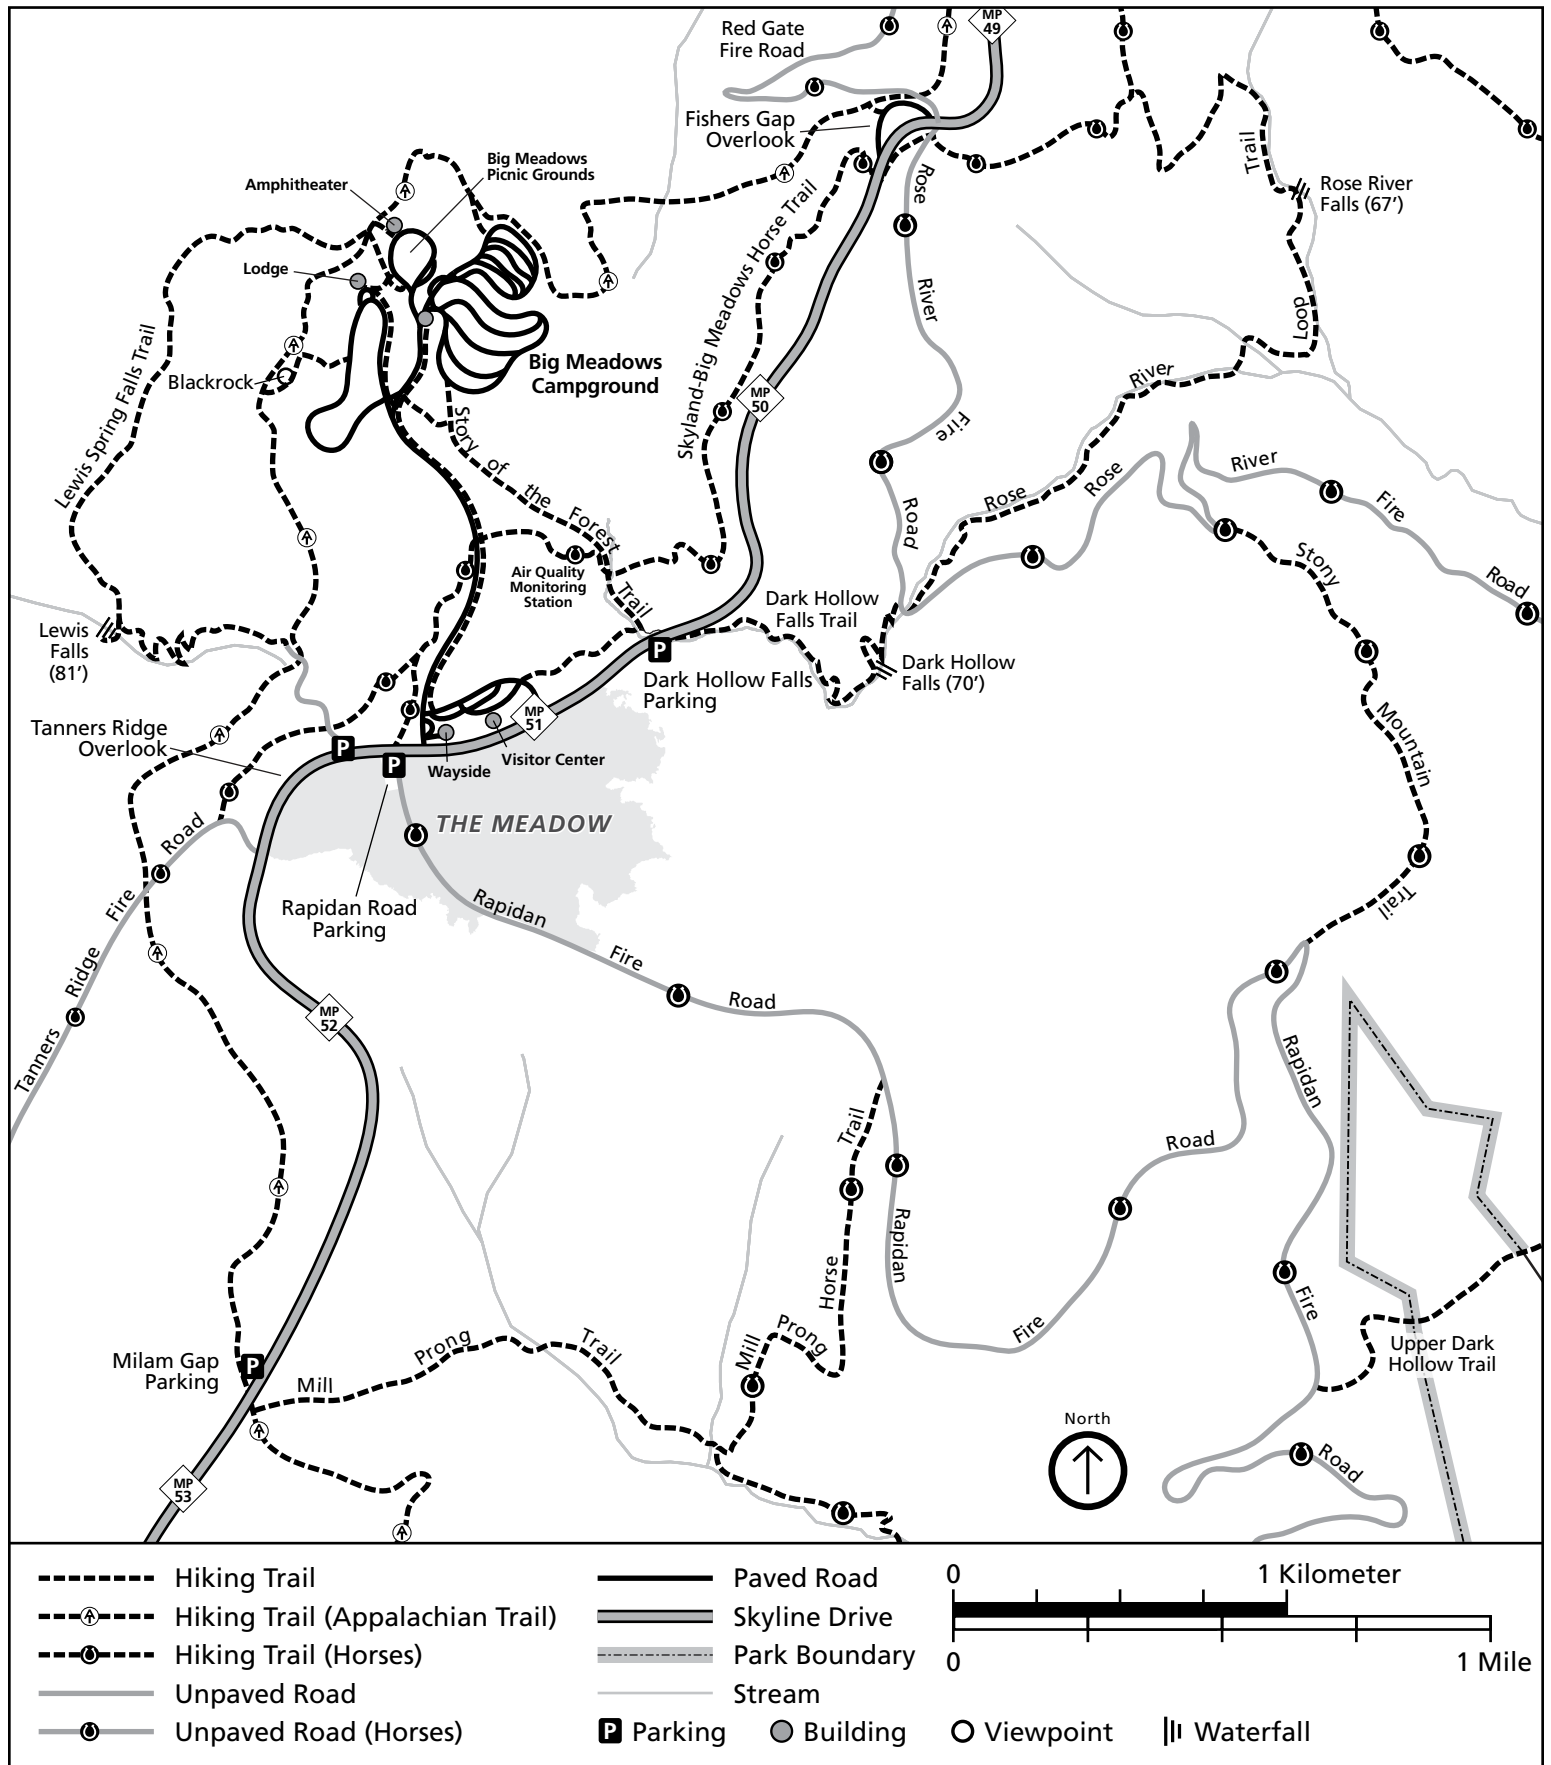 MP
49
Red Gate
Fire Road
Fishers Gap
Overlook
Big Meadows
Picnic Grounds
Amphitheater
Lodge
Blackrock
Big Meadows
Campground
Lewis Spring Falls Trail
Skyland-Big Meadows Horse Trail
Rose
River
Fire
Road
Trail
Loop
Rose River
Falls (67’)
MP
50
Story of the Forest Trail
Rose
River
Rose
River
Fire
Road
Air Quality
Monitoring
Station
Dark Hollow
Falls Trail
Stony
Mountain
Trail
Lewis
Falls
(81’)
P
Dark Hollow Falls
Parking
Dark Hollow
Falls (70’)
Tanners Ridge
Overlook
P
P
MP
51
Wayside
Visitor Center
THE MEADOW
Rapidan Road
Parking
Tanners
Ridge
Fire
Road
Rapidan
Fire
Road
MP
52
Rapidan
Fire
Road
Rapidan
Fire
Road
Mill
Prong
Horse
Trail
Milam Gap
Parking
P
Mill
Prong
Trail
Upper Dark
Hollow Trail
North
MP
53
Hiking Trail
Hiking Trail (Appalachian Trail)
Hiking Trail (Horses)
Unpaved Road
Unpaved Road (Horses)
Paved Road
Skyline Drive
Park Boundary
Stream
P Parking
Building
Viewpoint
Waterfall
0
1 Kilometer
0
1 Mile